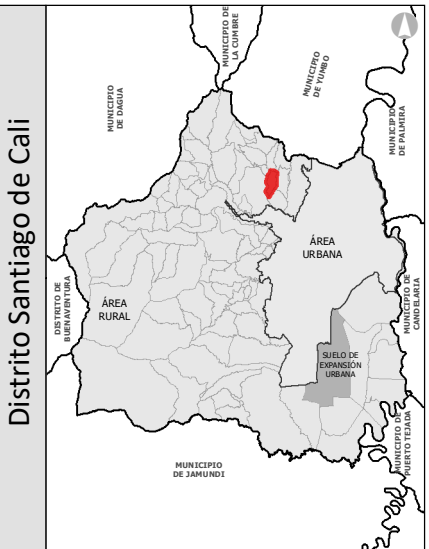 Distrito Santiago de Cali
MUNICIPIO
DE DAGUA
MUNICIPIO DE
LA CUMBRE
MUNICIPIO
DE YUMBO
MUNICIPIO
DE PALMIRA
DISTRITO DE
BUENAVENTURA
ÁREA
RURAL
ÁREA
URBANA
MUNICIPIO DE
CANDELARIA
SUELO DE
EXPANSIÓN
URBANA
MUNICIPIO
DE JAMUNDI
MUNICIPIO DE
PUERTO TEJADA